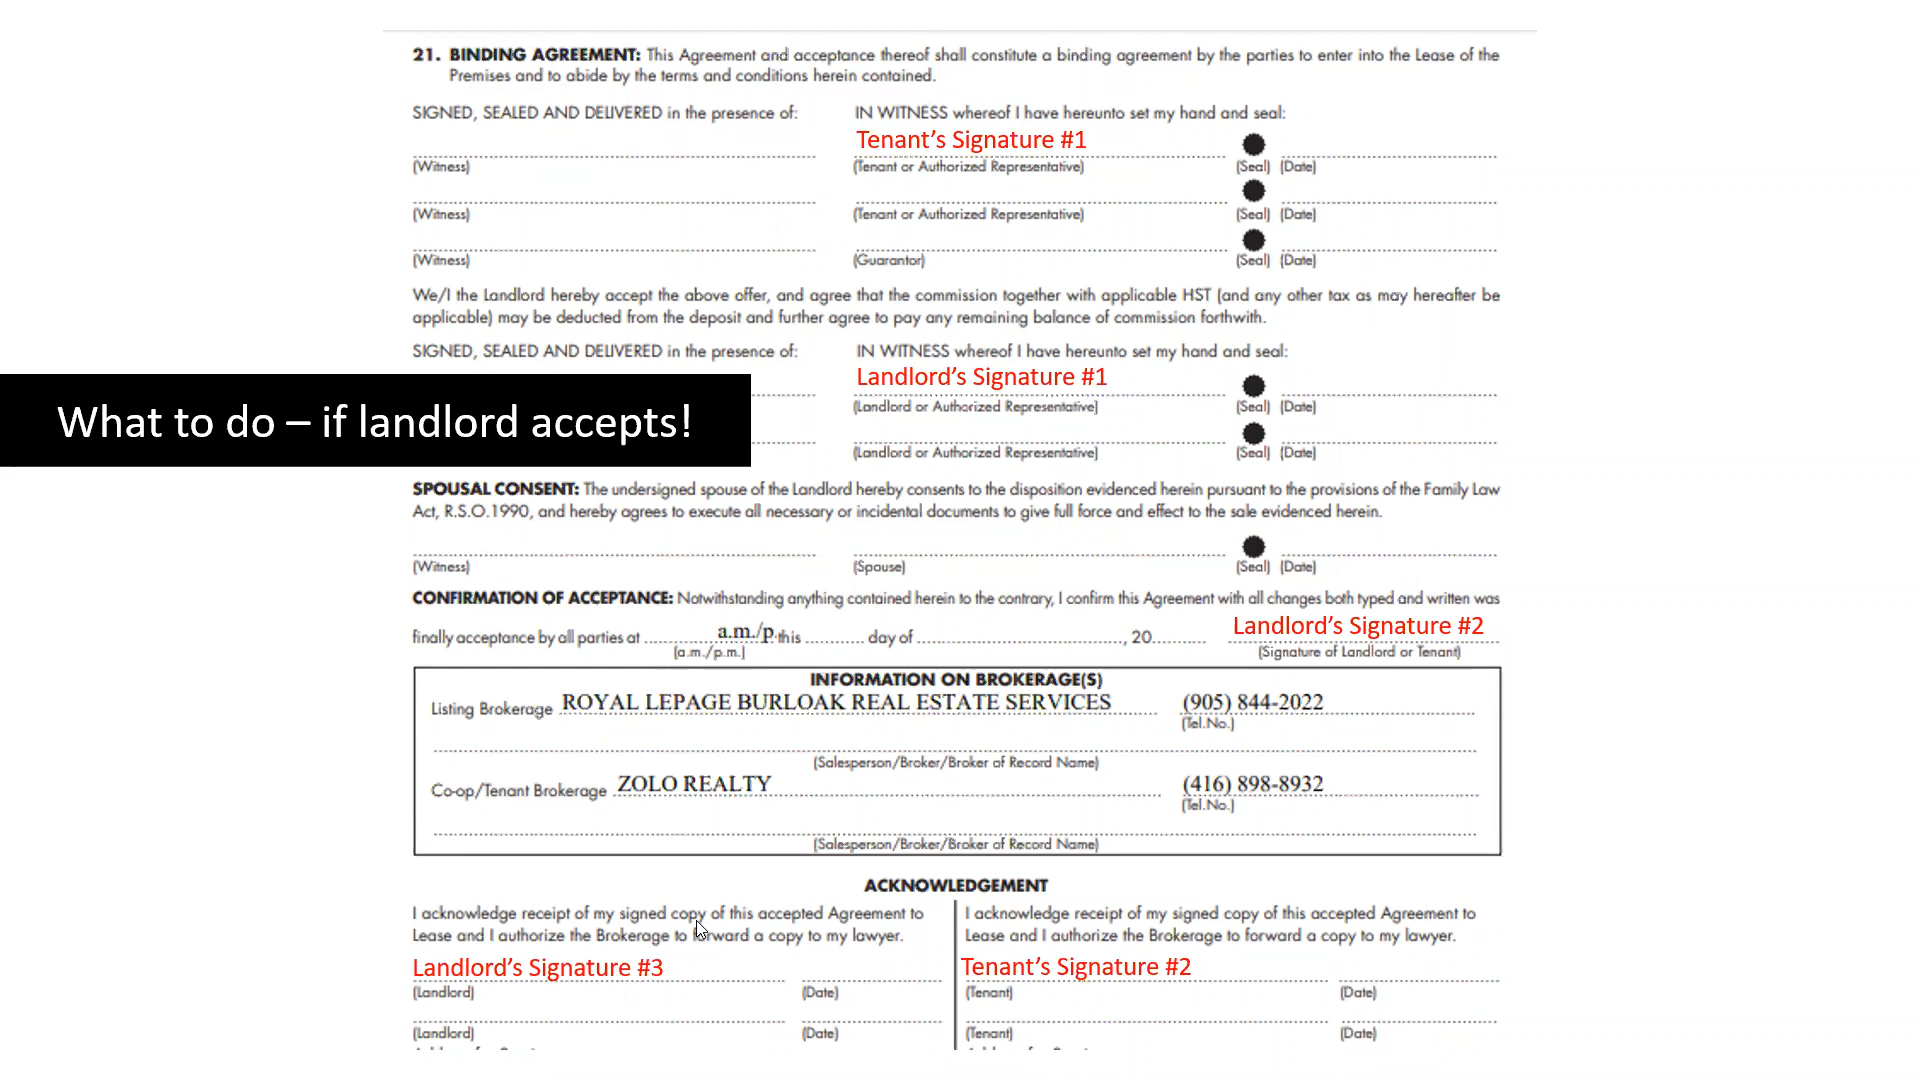 21. BINDING AGREEMENT: This Agreement and acceptance thereof shall constitute a binding agreement by the parties to enter into the Lease of the
Premises and to abide by the terms and conditions herein contained.
SIGNED, SEALED AND DELIVERED in the presence of: IN WITNESS whereof I have hereunto set my hand and seal:
Tenant's Signature #1
(Witness) (Tenant or Authorized Representative) (Seal) (Date)
(Witness) (Tenant or Authorized Representative) (Seal) (Date)
(Witness) (Guarantor) (Seal) (Date)
We/I the Landlord hereby accept the above offer, and agree that the commission together with applicable HST (and any other tax as may hereafter be
applicable) may be deducted from the deposit and further agree to pay any remaining balance of commission forthwith.
SIGNED, SEALED AND DELIVERED in the presence of: IN WITNESS whereof I have hereunto set my hand and seal:
Landlord's Signature #1
(Landlord or Authorized Representative) (Seal) (Date)
What to do – if landlord accepts!
(Landlord or Authorized Representative) (Seal) (Date)
SPOUSAL CONSENT: The undersigned spouse of the Landlord hereby consents to the disposition evidenced herein pursuant to the provisions of the Family Law
Act, R.S.O.1990, and hereby agrees to execute all necessary or incidental documents to give full force and effect to the sale evidenced herein.
(Witness) (Spouse) (Seal) (Date)
CONFIRMATION OF ACCEPTANCE: Notwithstanding anything contained herein to the contrary, I confirm this Agreement with all changes both typed and written was
finally acceptance by all parties at a.m./p. this day of , 20 Landlord's Signature #2
(a.m./p.m.) (Signature of Landlord or Tenant)
INFORMATION ON BROKERAGE(S)
Listing Brokerage ROYAL LEPAGE BURLOAK REAL ESTATE SERVICES (905) 844-2022
(Tel.No.)
(Salesperson/Broker/Broker of Record Name)
Co-op/Tenant Brokerage ZOLO REALTY (416) 898-8932
(Tel.No.)
(Salesperson/Broker/Broker of Record Name)
ACKNOWLEDGEMENT
I acknowledge receipt of my signed copy of this accepted Agreement to
Lease and I authorize the Brokerage to forward a copy to my lawyer.
Landlord's Signature #3
(Landlord) (Date)
(Landlord) (Date)
I acknowledge receipt of my signed copy of this accepted Agreement to
Lease and I authorize the Brokerage to forward a copy to my lawyer.
Tenant's Signature #2
(Tenant) (Date)
(Tenant) (Date)